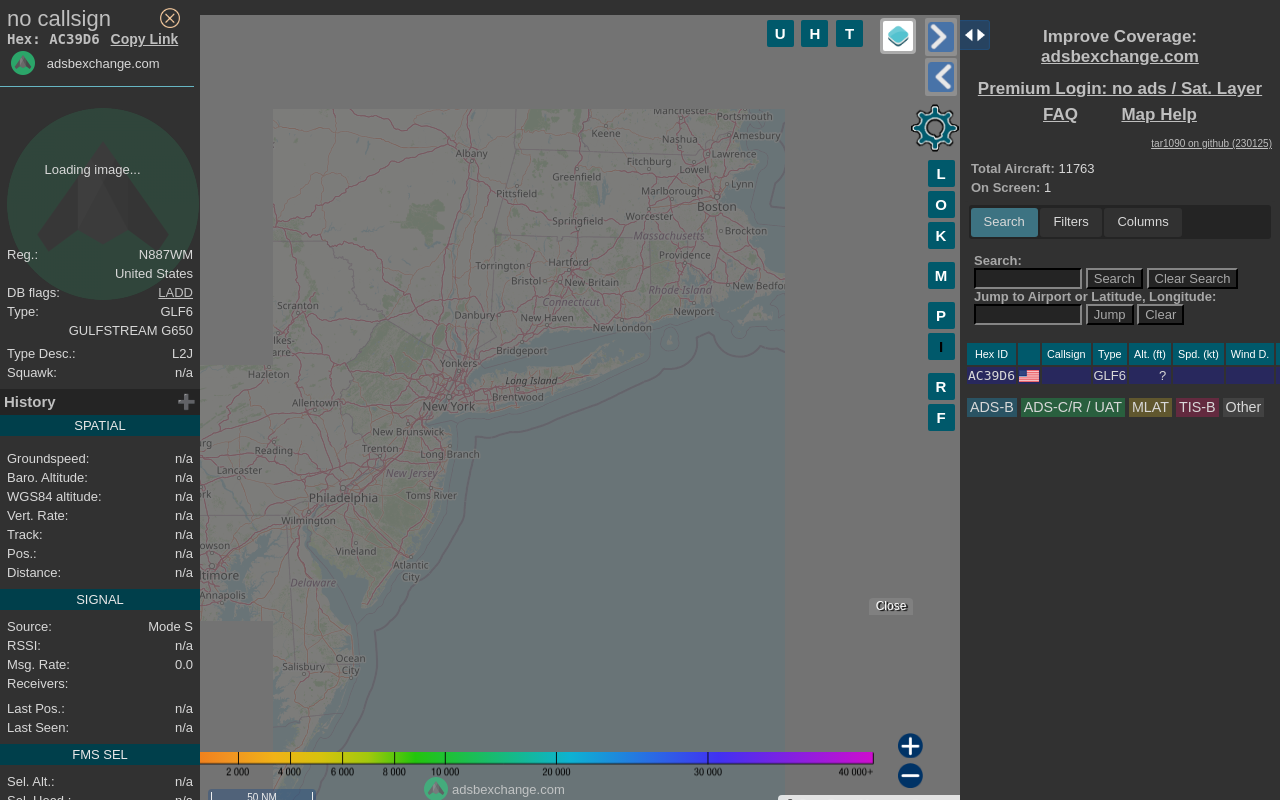 no callsign
Hex: AC39D6 Copy Link
adsbexchange.com
Loading image...
Reg.: N887WM
United States
DB flags: LADD
Type: GLF6
GULFSTREAM G650
Type Desc.: L2J
Squawk: n/a
History
SPATIAL
Groundspeed: n/a
Baro. Altitude: n/a
WGS84 altitude: n/a
Vert. Rate: n/a
Track: n/a
Pos.: n/a
Distance: n/a
SIGNAL
Source: Mode S
RSSI: n/a
Msg. Rate: 0.0
Receivers:
Last Pos.: n/a
Last Seen: n/a
FMS SEL
Sel. Alt.: n/a
Sel. Head.: n/a
U H T
L
O
K
M
P
I
R
F
Manchester
Portsmouth
Keene
Nashua
Amesbury
Albany
Fitchburg
Lawrence
Greenfield
Lowell
Pittsfield
Marlborough
Lynn
Springfield
Worcester
Boston
Massachusetts
Brockton
Torrington
Hartford
Providence
Bristol
New Britain
Rhode Island
New Bedfo
Scranton
Connecticut
Danbury
New Haven
New London
Newport
lkes-
arre
Bridgeport
Hazleton
Yonkers
Long Island
Allentown
New York
Brentwood
New Brunswick
Reading
Trenton
Long Branch
Lancaster
New Jersey
Philadelphia
Toms River
Wilmington
Vineland
Atlantic
City
ltimore
Delaware
Annapolis
Salisbury
Ocean
City
Close
2 000 4 000 6 000 8 000 10 000 20 000 30 000 40 000+
adsbexchange.com
50 NM
Improve Coverage:
adsbexchange.com
Premium Login: no ads / Sat. Layer
FAQ Map Help
tar1090 on github (230125)
Total Aircraft: 11763
On Screen: 1
Search Filters Columns
Search:
Search Clear Search
Jump to Airport or Latitude, Longitude:
Jump Clear
Hex ID Callsign Type Alt. (ft) Spd. (kt) Wind D.
AC39D6 GLF6 ?
ADS-B ADS-C/R / UAT MLAT TIS-B Other